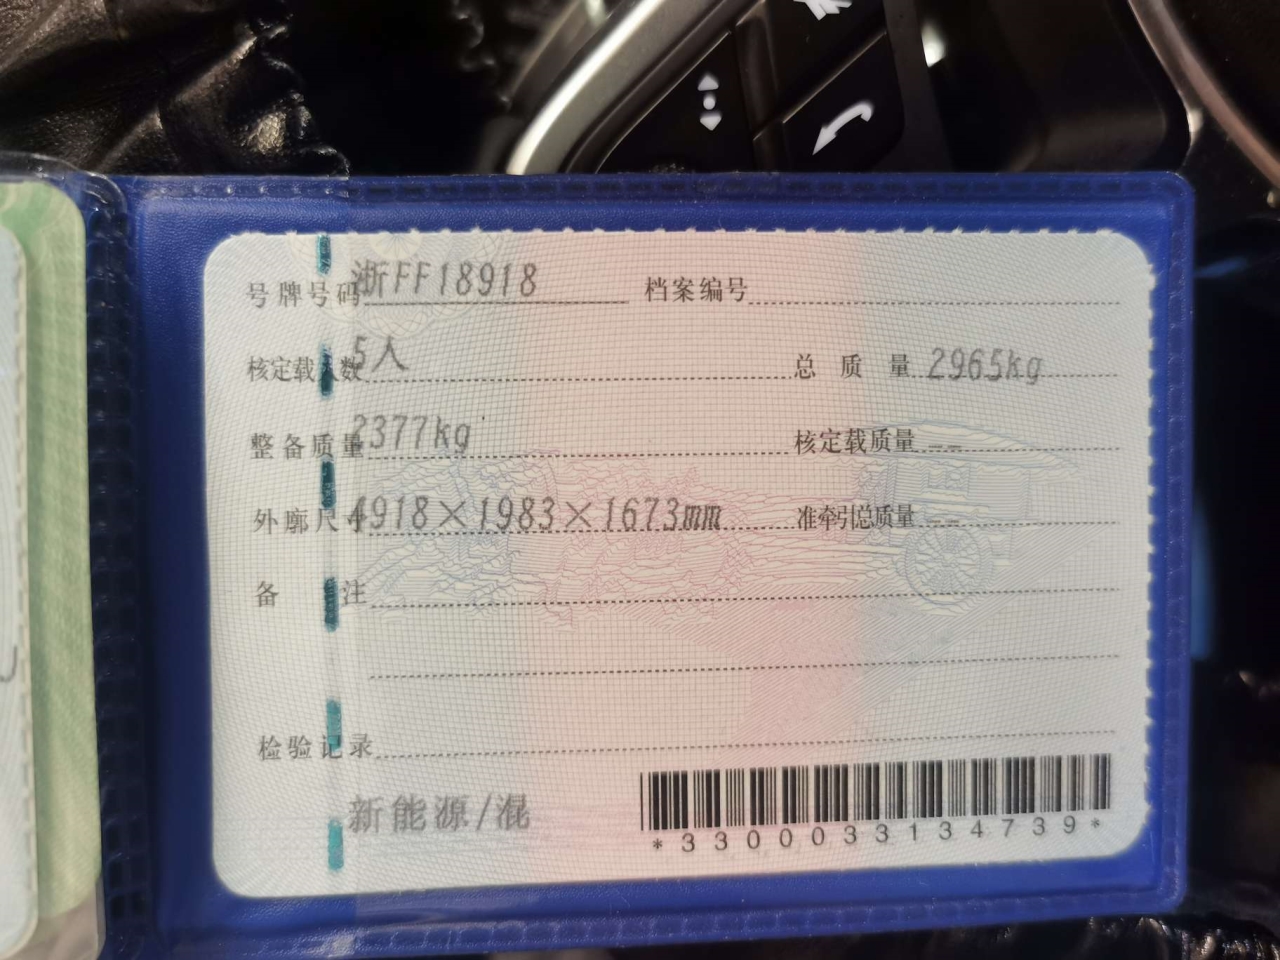 号牌号码 浙FF18918 档案编号
核定载人数 5人 总质量 2965kg
整备质量 2377kg 核定载质量 --
外廓尺寸 4918×1983×1673mm 准牵引总质量 --
备注
检验记录
新能源/混
*3300033134739*